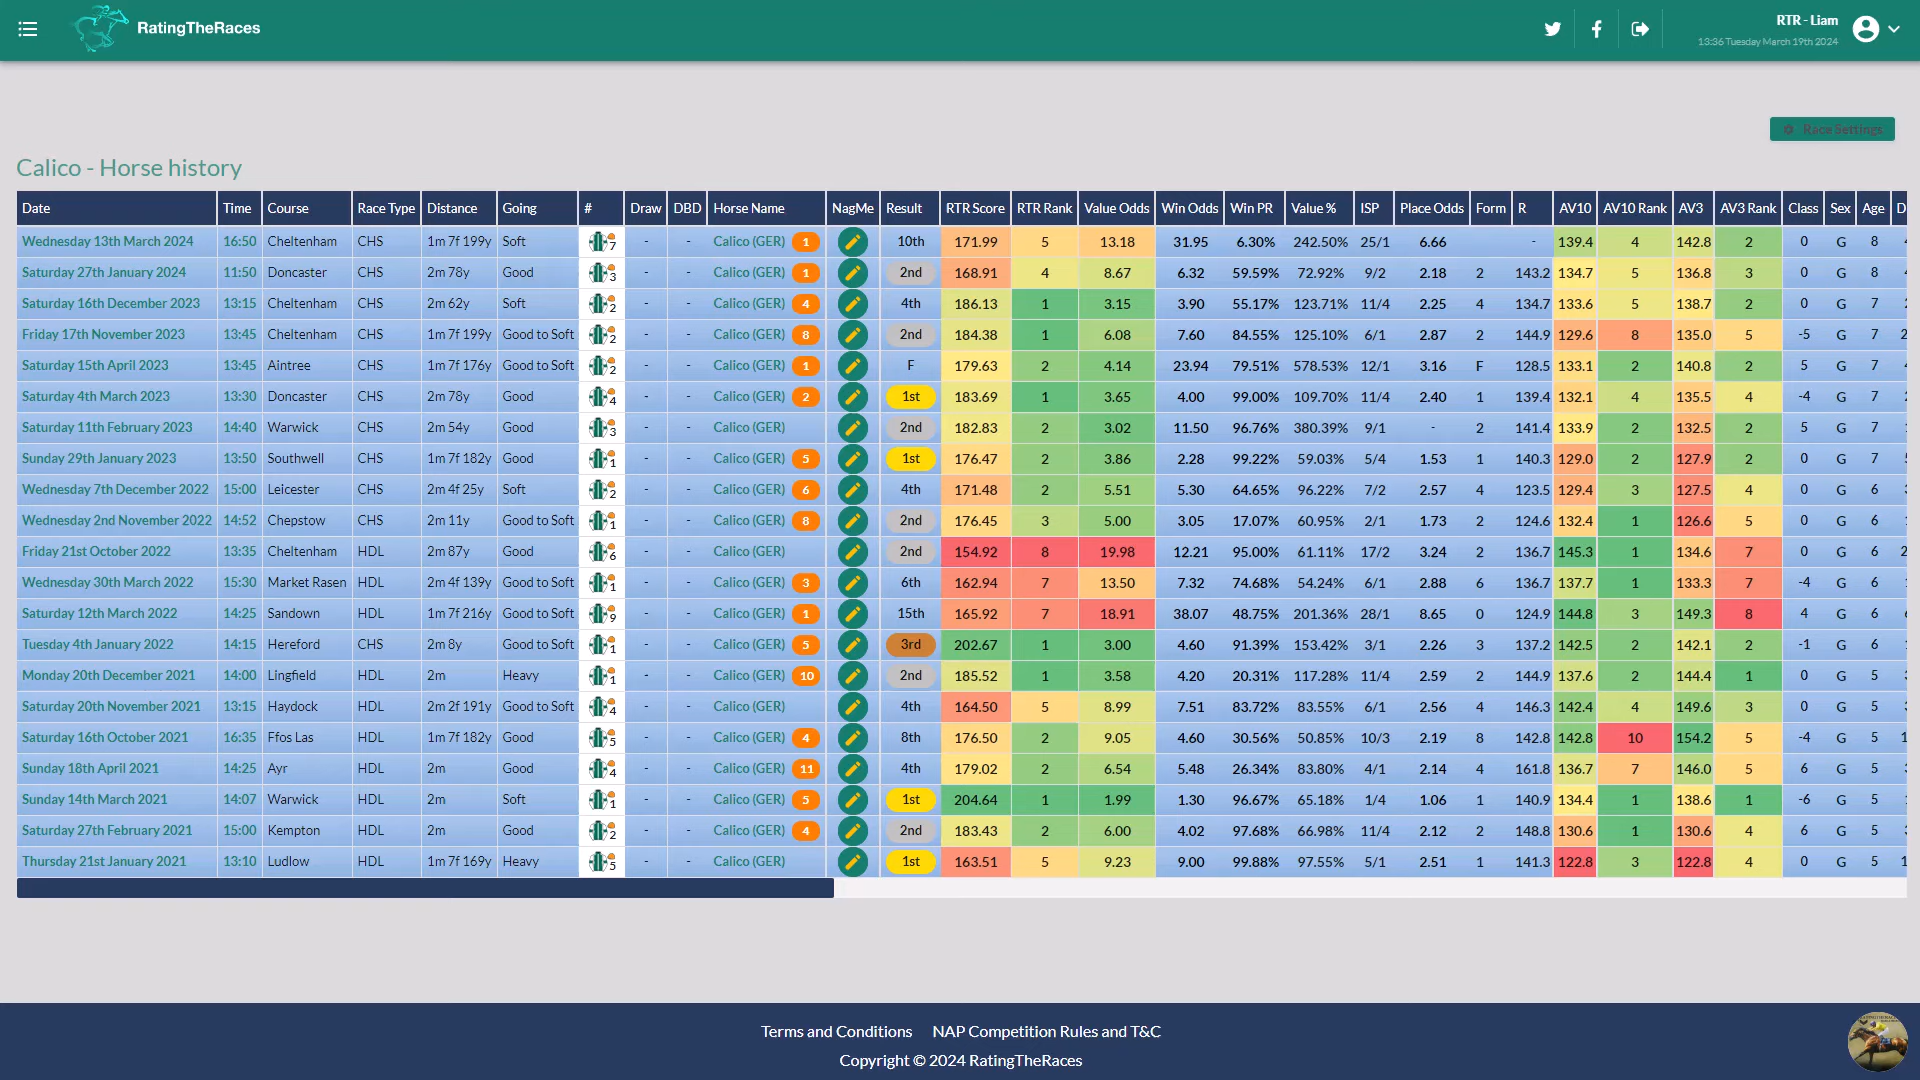 RatingTheRaces
RTR - Liam
13:36 Tuesday March 19th 2024
Race Settings
Calico - Horse history
Date Time Course Race Type Distance Going # Draw DBD Horse Name NagMe Result RTR Score RTR Rank Value Odds Win Odds Win PR Value % ISP Place Odds Form R AV10 AV10 Rank AV3 AV3 Rank Class Sex Age D
Wednesday 13th March 2024 16:50 Cheltenham CHS 1m 7f 199y Soft 7 - - Calico (GER) 1 10th 171.99 5 13.18 31.95 6.30% 242.50% 25/1 6.66 - 139.4 4 142.8 2 0 G 8
Saturday 27th January 2024 11:50 Doncaster CHS 2m 78y Good 3 - - Calico (GER) 1 2nd 168.91 4 8.67 6.32 59.59% 72.92% 9/2 2.18 2 143.2 134.7 5 136.8 3 0 G 8
Saturday 16th December 2023 13:15 Cheltenham CHS 2m 62y Soft 2 - - Calico (GER) 4 4th 186.13 1 3.15 3.90 55.17% 123.71% 11/4 2.25 4 134.7 133.6 5 138.7 2 0 G 7
Friday 17th November 2023 13:45 Cheltenham CHS 1m 7f 199y Good to Soft 2 - - Calico (GER) 8 2nd 184.38 1 6.08 7.60 84.55% 125.10% 6/1 2.87 2 144.9 129.6 8 135.0 5 -5 G 7
Saturday 15th April 2023 13:45 Aintree CHS 1m 7f 176y Good to Soft 2 - - Calico (GER) 1 F 179.63 2 4.14 23.94 79.51% 578.53% 12/1 3.16 F 128.5 133.1 2 140.8 2 5 G 7
Saturday 4th March 2023 13:30 Doncaster CHS 2m 78y Good 4 - - Calico (GER) 2 1st 183.69 1 3.65 4.00 99.00% 109.70% 11/4 2.40 1 139.4 132.1 4 135.5 4 -4 G 7
Saturday 11th February 2023 14:40 Warwick CHS 2m 54y Good 3 - - Calico (GER) 2nd 182.83 2 3.02 11.50 96.76% 380.39% 9/1 - 2 141.4 133.9 2 132.5 2 5 G 7
Sunday 29th January 2023 13:50 Southwell CHS 1m 7f 182y Good 1 - - Calico (GER) 5 1st 176.47 2 3.86 2.28 99.22% 59.03% 5/4 1.53 1 140.3 129.0 2 127.9 2 0 G 7
Wednesday 7th December 2022 15:00 Leicester CHS 2m 4f 25y Soft 2 - - Calico (GER) 6 4th 171.48 2 5.51 5.30 64.65% 96.22% 7/2 2.57 4 123.5 129.4 3 127.5 4 0 G 6
Wednesday 2nd November 2022 14:52 Chepstow CHS 2m 11y Good to Soft 1 - - Calico (GER) 8 2nd 176.45 3 5.00 3.05 17.07% 60.95% 2/1 1.73 2 124.6 132.4 1 126.6 5 0 G 6
Friday 21st October 2022 13:35 Cheltenham HDL 2m 87y Good 6 - - Calico (GER) 2nd 154.92 8 19.98 12.21 95.00% 61.11% 17/2 3.24 2 136.7 145.3 1 134.6 7 0 G 6
Wednesday 30th March 2022 15:30 Market Rasen HDL 2m 4f 139y Good to Soft 1 - - Calico (GER) 3 6th 162.94 7 13.50 7.32 74.68% 54.24% 6/1 2.88 6 136.7 137.7 1 133.3 7 -4 G 6
Saturday 12th March 2022 14:25 Sandown HDL 1m 7f 216y Good to Soft 9 - - Calico (GER) 1 15th 165.92 7 18.91 38.07 48.75% 201.36% 28/1 8.65 0 124.9 144.8 3 149.3 8 4 G 6
Tuesday 4th January 2022 14:15 Hereford CHS 2m 8y Good to Soft 1 - - Calico (GER) 5 3rd 202.67 1 3.00 4.60 91.39% 153.42% 3/1 2.26 3 137.2 142.5 2 142.1 2 -1 G 6
Monday 20th December 2021 14:00 Lingfield HDL 2m Heavy 1 - - Calico (GER) 10 2nd 185.52 1 3.58 4.20 20.31% 117.28% 11/4 2.59 2 144.9 137.6 2 144.4 1 0 G 5
Saturday 20th November 2021 13:15 Haydock HDL 2m 2f 191y Good to Soft 4 - - Calico (GER) 4th 164.50 5 8.99 7.51 83.72% 83.55% 6/1 2.56 4 146.3 142.4 4 149.6 3 0 G 5
Saturday 16th October 2021 16:35 Ffos Las HDL 1m 7f 182y Good 5 - - Calico (GER) 4 8th 176.50 2 9.05 4.60 30.56% 50.85% 10/3 2.19 8 142.8 142.8 10 154.2 5 -4 G 5
Sunday 18th April 2021 14:25 Ayr HDL 2m Good 4 - - Calico (GER) 11 4th 179.02 2 6.54 5.48 26.34% 83.80% 4/1 2.14 4 161.8 136.7 7 146.0 5 6 G 5
Sunday 14th March 2021 14:07 Warwick HDL 2m Soft 1 - - Calico (GER) 5 1st 204.64 1 1.99 1.30 96.67% 65.18% 1/4 1.06 1 140.9 134.4 1 138.6 1 -6 G 5
Saturday 27th February 2021 15:00 Kempton HDL 2m Good 2 - - Calico (GER) 4 2nd 183.43 2 6.00 4.02 97.68% 66.98% 11/4 2.12 2 148.8 130.6 1 130.6 4 6 G 5
Thursday 21st January 2021 13:10 Ludlow HDL 1m 7f 169y Heavy 5 - - Calico (GER) 1st 163.51 5 9.23 9.00 99.88% 97.55% 5/1 2.51 1 141.3 122.8 3 122.8 4 0 G 5
Terms and Conditions NAP Competition Rules and T&C
Copyright © 2024 RatingTheRaces